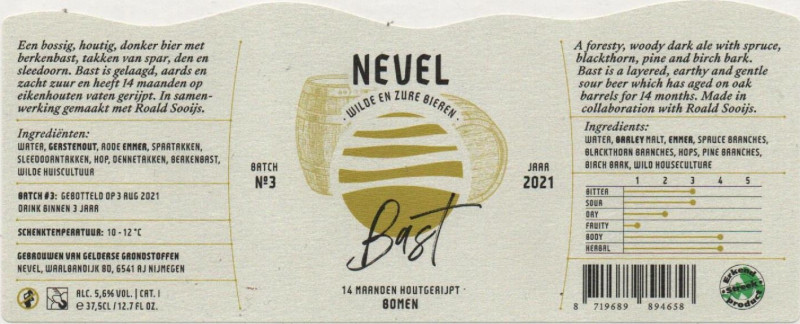 Een bossig, houtig, donker bier met
berkenbast, takken van spar, den en
sleedoorn. Bast is gelaagd, aards en
zacht zuur en heeft 14 maanden op
eikenhouten vaten gerijpt. In samen-
werking gemaakt met Roald Sooijs.
Ingrediënten:
WATER, GERSTEMOUT, RODE EMMER, SPARTAKKEN,
SLEEDOORNTAKKEN, HOP, DENNETAKKEN, BERKENBAST,
WILDE HUISCULTUUR
BATCH #3: GEBOTTELD OP 3 AUG 2021
DRINK BINNEN 3 JAAR
SCHENKTEMPERATUUR: 10 - 12 °C
GEBROUWEN VAN GELDERSE GRONDSTOFFEN
NEVEL, WAALBANDIJK 8D, 6541 AJ NIJMEGEN
ALC. 5,6% VOL. | CAT. I
℮ 37,5CL / 12.7 FL OZ.
NEVEL
· WILDE EN ZURE BIEREN ·
BATCH
Nº3
JAAR
2021
Bast
14 MAANDEN HOUTGERIJPT ·
BOMEN
A foresty, woody dark ale with spruce,
blackthorn, pine and birch bark.
Bast is a layered, earthy and gentle
sour beer which has aged on oak
barrels for 14 months. Made in
collaboration with Roald Sooijs.
Ingredients:
WATER, BARLEY MALT, EMMER, SPRUCE BRANCHES,
BLACKTHORN BRANCHES, HOPS, PINE BRANCHES,
BIRCH BARK, WILD HOUSECULTURE
1 2 3 4 5
BITTER
SOUR
DRY
FRUITY
BODY
HERBAL
8 719689 894658
Erkend
Streek
product